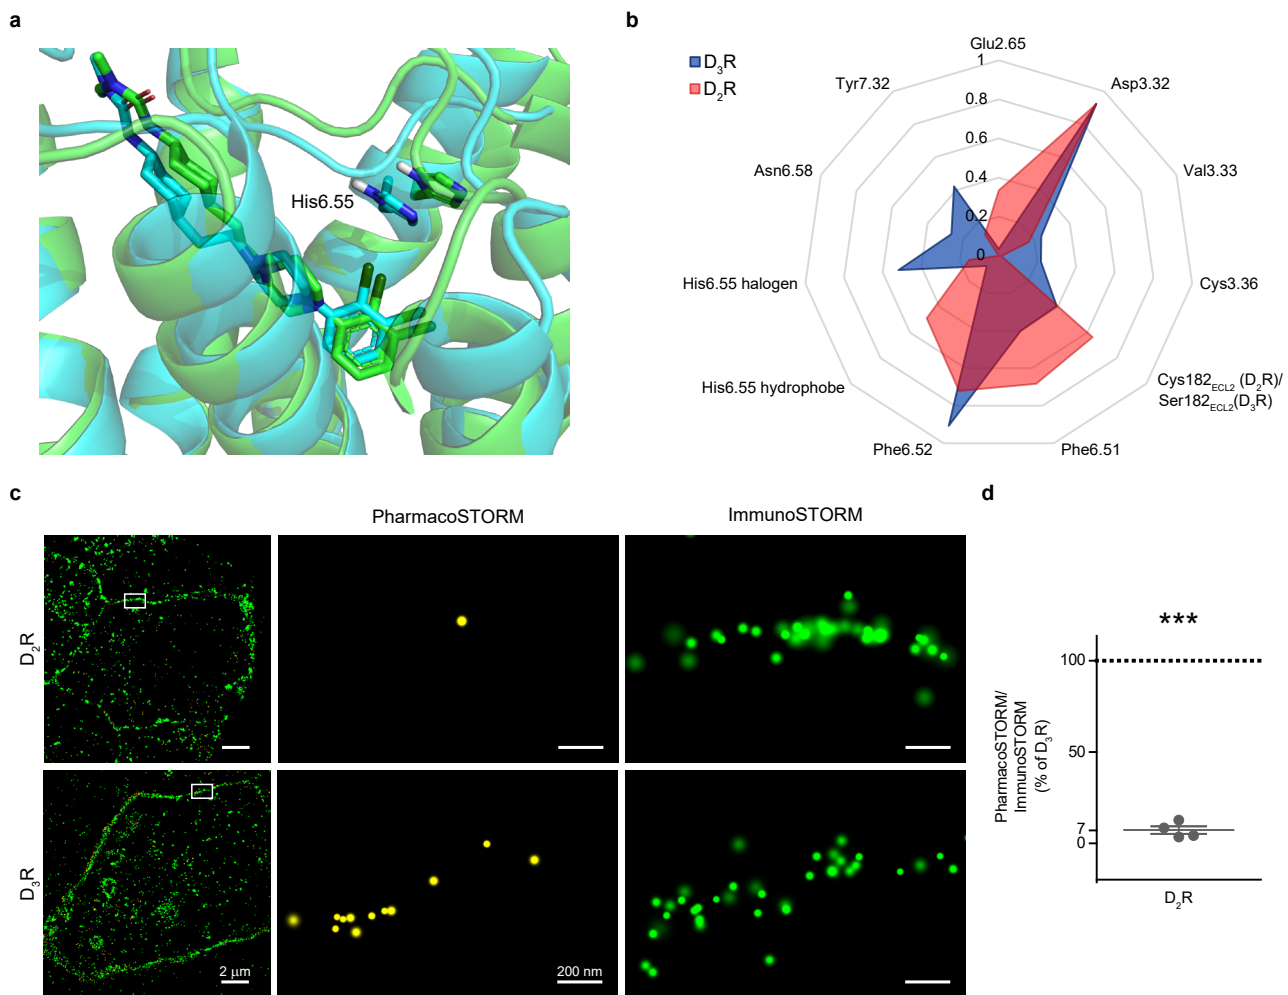 a
His6.55
b
D3R
D2R
Glu2.65
1
0.8
0.6
0.4
0.2
0
Asp3.32
Val3.33
Cys3.36
Cys182ECL2 (D2R)/
Ser182ECL2(D3R)
Phe6.51
Phe6.52
His6.55 hydrophobe
His6.55 halogen
Asn6.58
Tyr7.32
c
PharmacoSTORM
ImmunoSTORM
D2R
D3R
2 μm
200 nm
d
***
PharmacoSTORM/
ImmunoSTORM
(% of D3R)
100
50
7
0
D2R